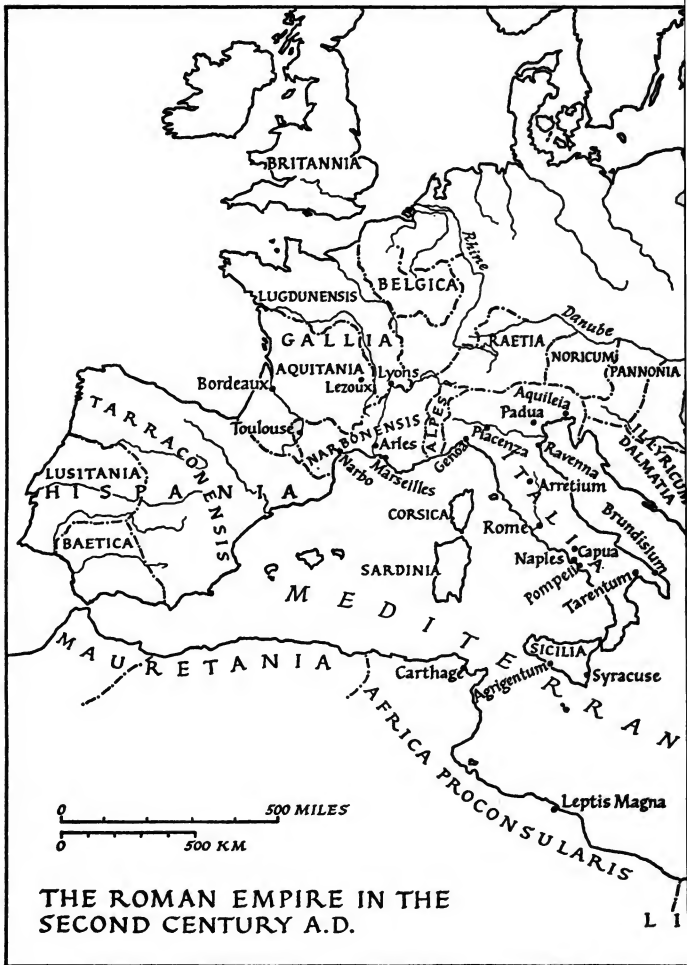 BRITANNIA
Rhine
BELGICA
LUGDUNENSIS
GALLIA
Danube
RAETIA
NORICUM
PANNONIA
AQUITANIA
Lyons
Lezoux
Bordeaux
ALPES
Aquileia
Padua
ILLYRICUM
DALMATIA
Toulouse
NARBONENSIS
Arles
Genoa
Piacenza
Ravenna
TARRACONENSIS
Narbo
Marseilles
ITALIA
Arretium
LUSITANIA
HISPANIA
CORSICA
Rome
Brundisium
BAETICA
SARDINIA
Naples
Capua
Pompeii
Tarentum
MEDITERRAN
SICILIA
MAURETANIA
Carthage
Agrigentum
Syracuse
AFRICA PROCONSULARIS
Leptis Magna
0 500 MILES
0 500 KM
THE ROMAN EMPIRE IN THE
SECOND CENTURY A.D.
LI